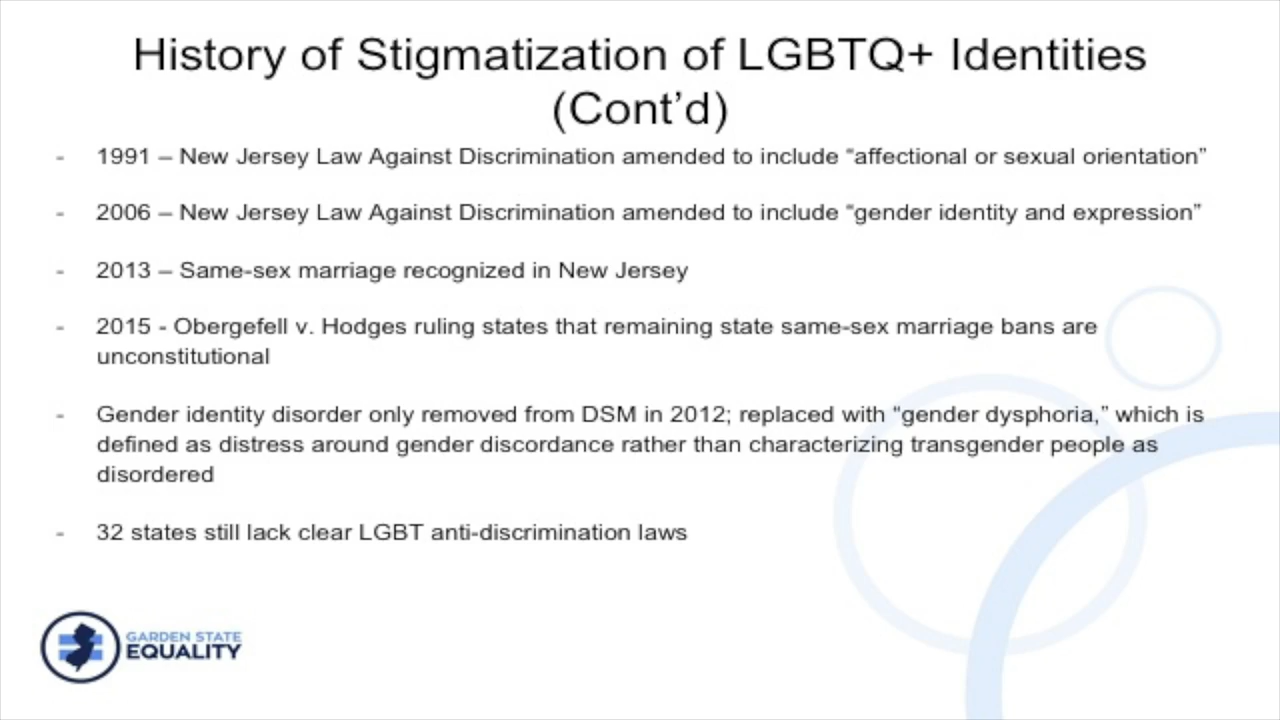 History of Stigmatization of LGBTQ+ Identities
(Cont’d)
- 1991 – New Jersey Law Against Discrimination amended to include “affectional or sexual orientation”
- 2006 – New Jersey Law Against Discrimination amended to include “gender identity and expression”
- 2013 – Same-sex marriage recognized in New Jersey
- 2015 - Obergefell v. Hodges ruling states that remaining state same-sex marriage bans are
unconstitutional
- Gender identity disorder only removed from DSM in 2012; replaced with “gender dysphoria,” which is
defined as distress around gender discordance rather than characterizing transgender people as
disordered
- 32 states still lack clear LGBT anti-discrimination laws
GARDEN STATE
EQUALITY